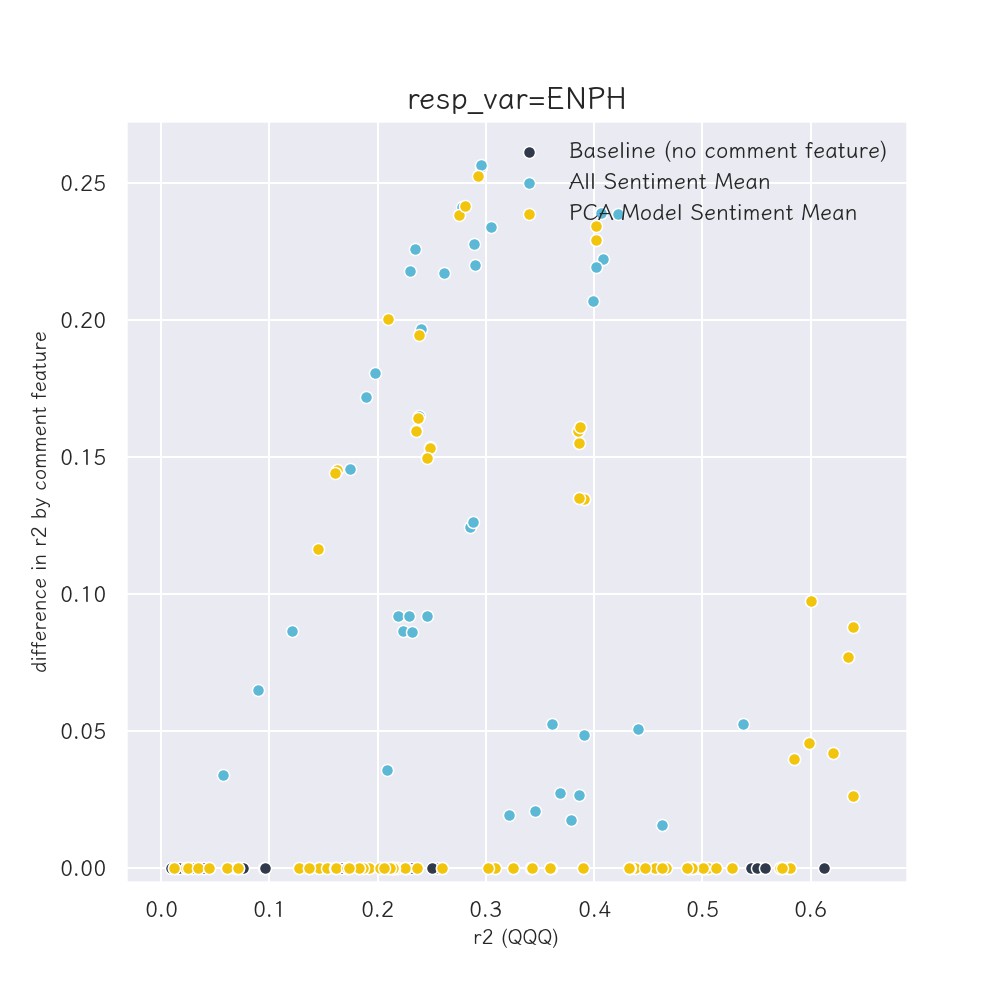 resp_var=ENPH
Baseline (no comment feature)
All Sentiment Mean
PCA Model Sentiment Mean
difference in r2 by comment feature
0.25
0.20
0.15
0.10
0.05
0.00
0.0 0.1 0.2 0.3 0.4 0.5 0.6
r2 (QQQ)